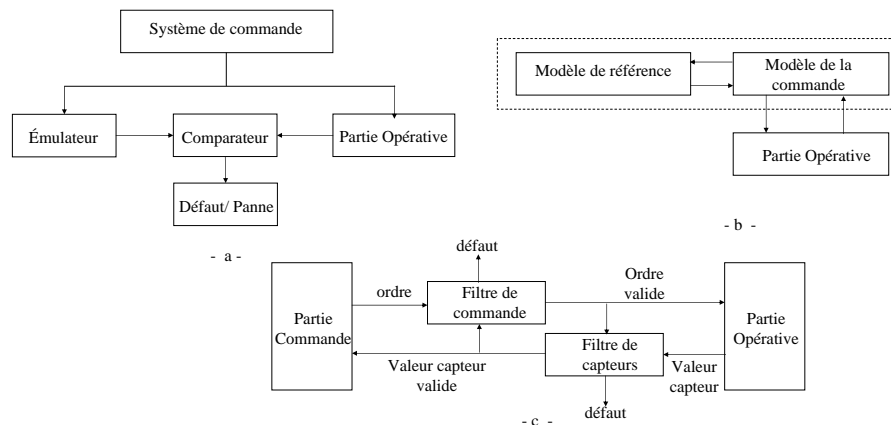 Système de commande
Émulateur
Comparateur
Partie Opérative
Défaut/ Panne
- a -
Modèle de référence
Modèle de la
commande
Partie Opérative
- b -
Partie
Commande
ordre
défaut
Filtre de
commande
Ordre
valide
Partie
Opérative
Valeur capteur
valide
Filtre de
capteurs
Valeur
capteur
défaut
- c -